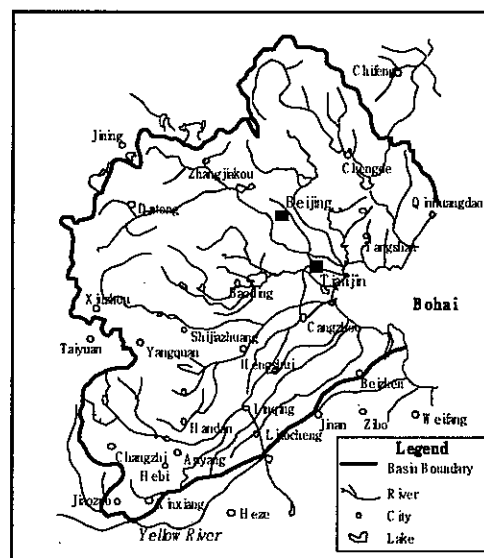 Chifeng
Jining
Zhangjiakou
Chengde
Datong
Beijing
Qinhuangdao
Tangshan
Tianjin
Baoding
Bohai
Xinzhou
Cangzhou
Shijiazhuang
Taiyuan
Yangquan
Hengshui
Beizhen
Linqing
Handan
Jinan
Zibo
Weifang
Liaocheng
Changzhi
Anyang
Hebi
Jiaozuo
Xinxiang
Heze
Yellow River
Legend
Basin Boundary
River
City
Lake